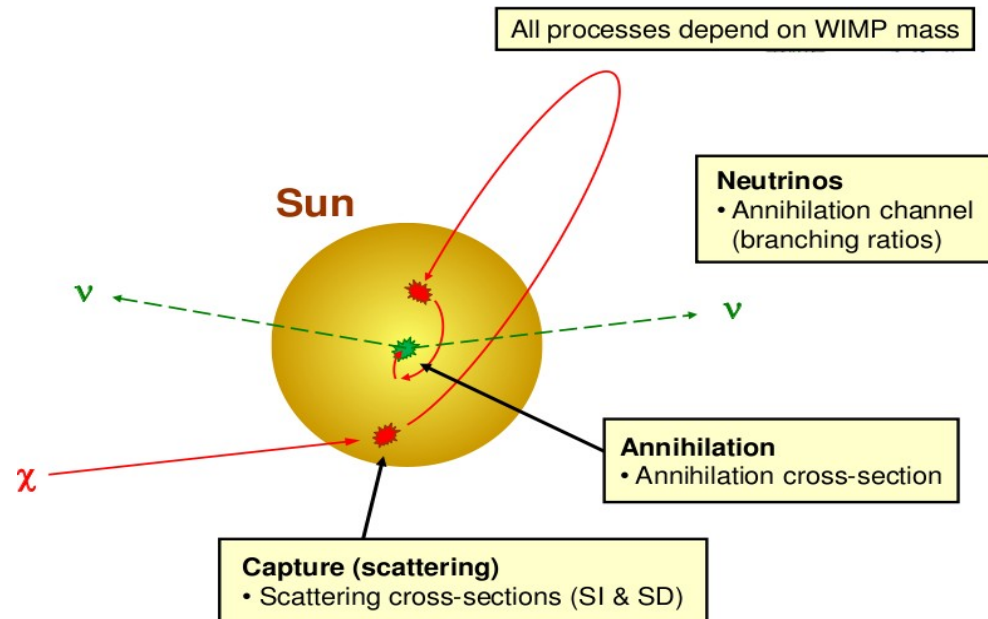 All processes depend on WIMP mass
Neutrinos
• Annihilation channel
(branching ratios)
Sun
ν
ν
Annihilation
• Annihilation cross-section
χ
Capture (scattering)
• Scattering cross-sections (SI & SD)